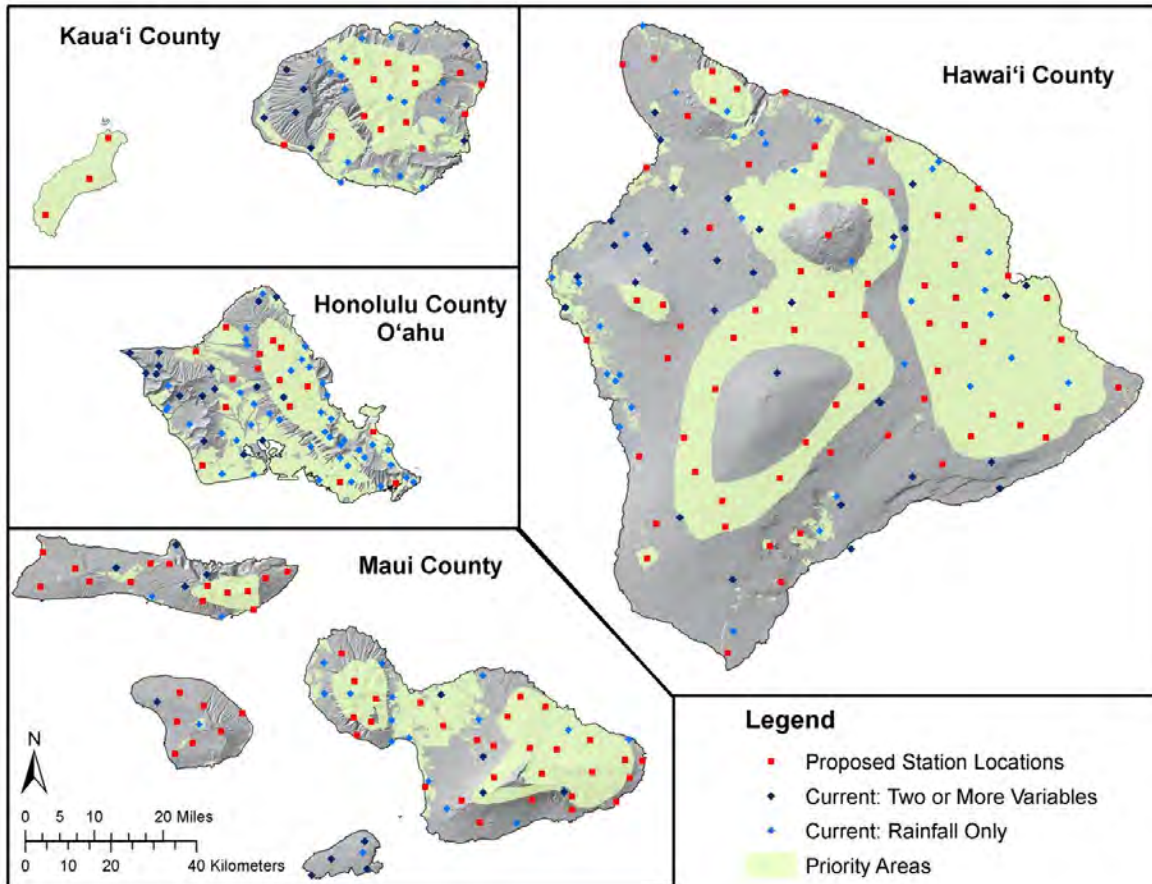 Kaua‘i County
Hawai‘i County
Honolulu County
O‘ahu
Maui County
N
0 5 10 20 Miles
0 10 20 40 Kilometers
Legend
Proposed Station Locations
Current: Two or More Variables
Current: Rainfall Only
Priority Areas